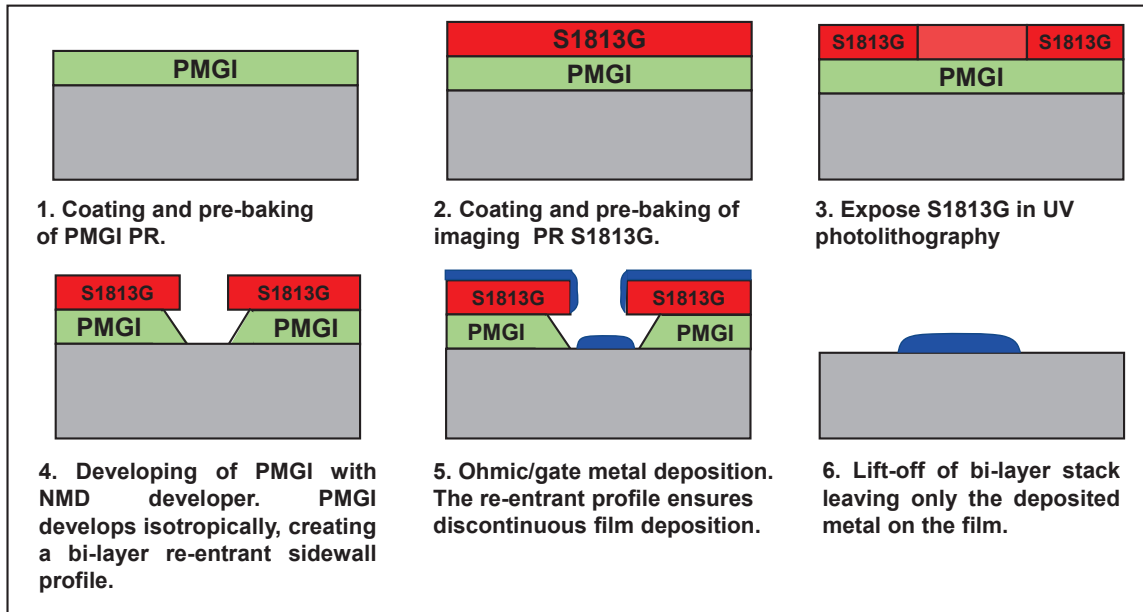 PMGI
1. Coating and pre-baking
of PMGI PR.
S1813G
PMGI
2. Coating and pre-baking of
imaging PR S1813G.
S1813G S1813G
PMGI
3. Expose S1813G in UV
photolithography
S1813G S1813G
PMGI PMGI
4. Developing of PMGI with
NMD developer. PMGI
develops isotropically, creating
a bi-layer re-entrant sidewall
profile.
S1813G S1813G
PMGI PMGI
5. Ohmic/gate metal deposition.
The re-entrant profile ensures
discontinuous film deposition.
6. Lift-off of bi-layer stack
leaving only the deposited
metal on the film.